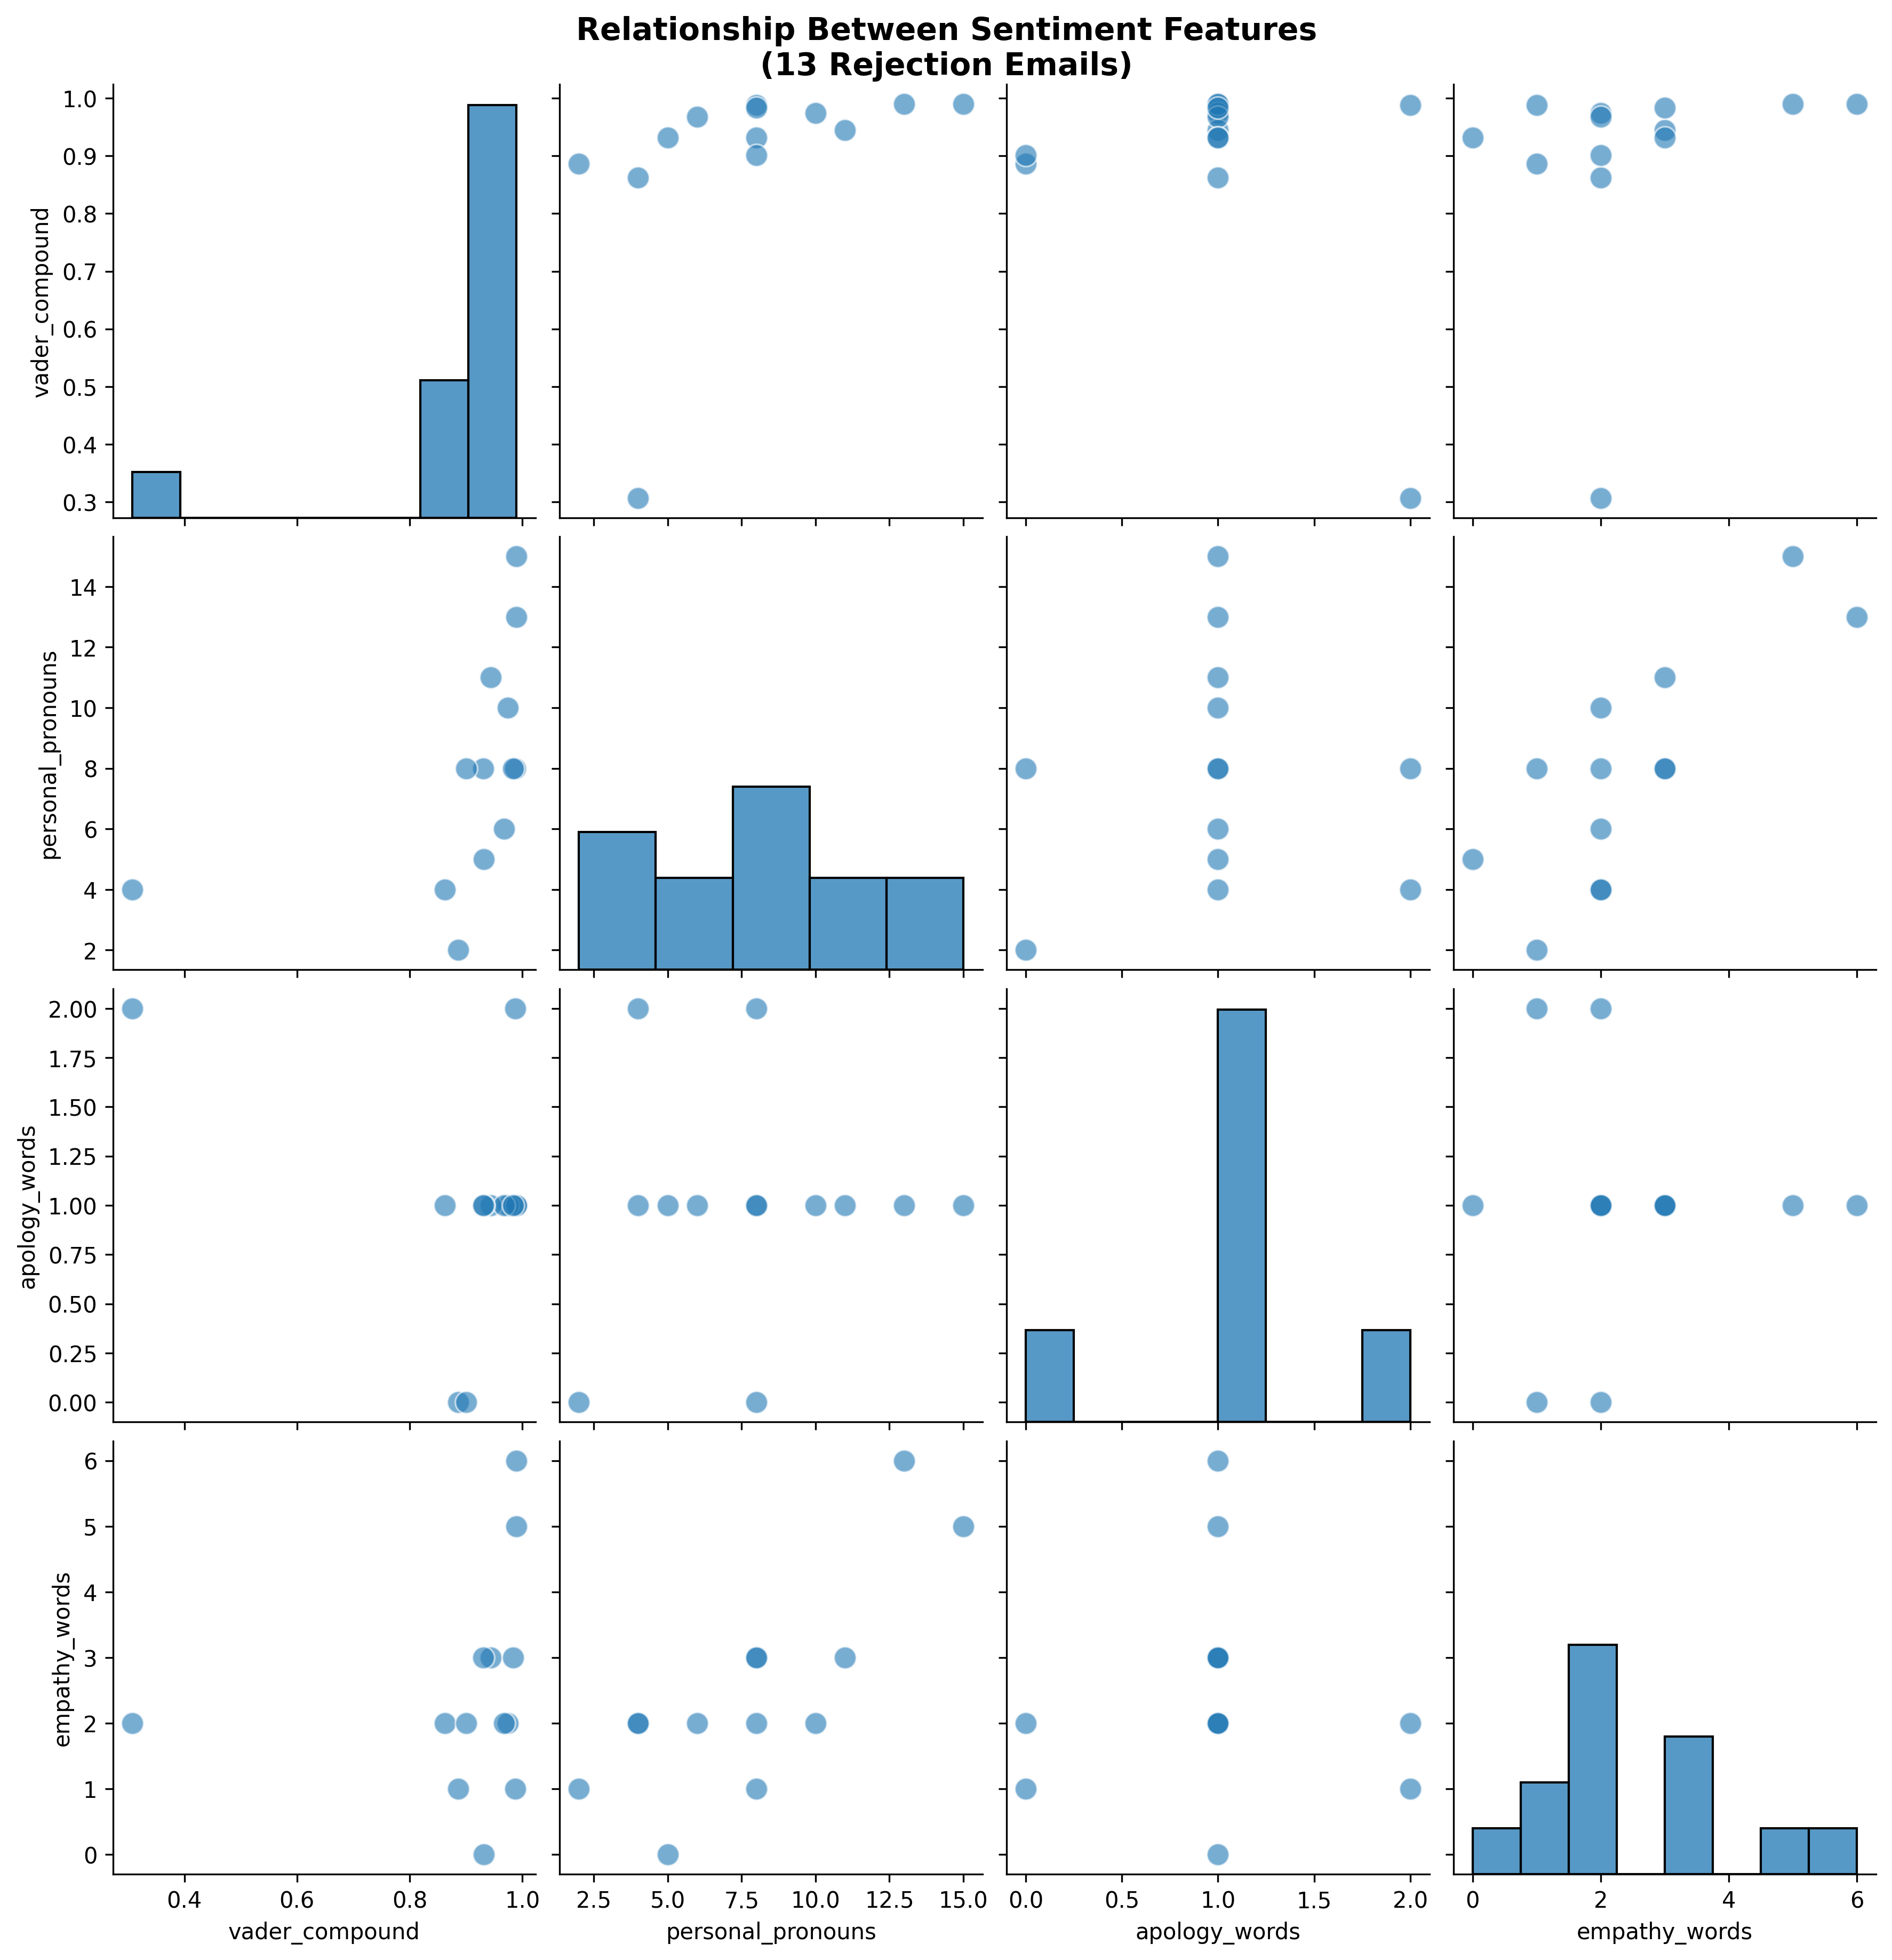 Relationship Between Sentiment Features
(13 Rejection Emails)
1.0
0.9
0.8
0.7
0.6
0.5
0.4
0.3
vader_compound
14
12
10
8
6
4
2
personal_pronouns
2.00
1.75
1.50
1.25
1.00
0.75
0.50
0.25
0.00
apology_words
6
5
4
3
2
1
0
empathy_words
0.4 0.6 0.8 1.0
2.5 5.0 7.5 10.0 12.5 15.0
0.0 0.5 1.0 1.5 2.0
0 2 4 6
vader_compound
personal_pronouns
apology_words
empathy_words